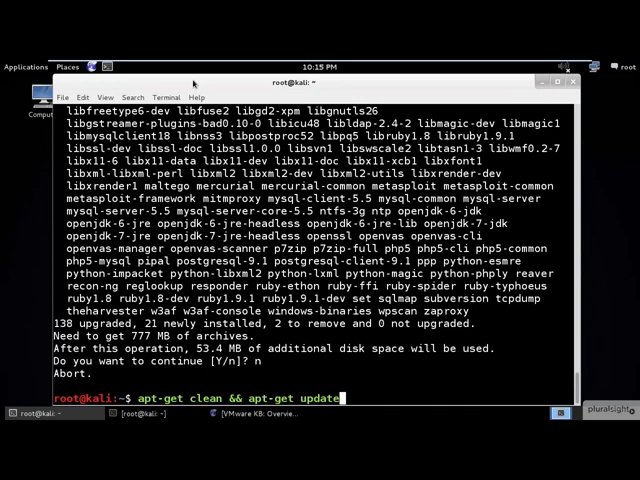 Applications Places 10:15 PM root
root@kali: ~
File Edit View Search Terminal Help
Comput
libfreetype6-dev libfuse2 libgd2-xpm libgnutls26
libgstreamer-plugins-bad0.10-0 libicu48 libldap-2.4-2 libmagic-dev libmagic1
libmysqlclient18 libnss3 libpostproc52 libpq5 libruby1.8 libruby1.9.1
libssl-dev libssl-doc libssl1.0.0 libsvn1 libswscale2 libtasn1-3 libwmf0.2-7
libx11-6 libx11-data libx11-dev libx11-doc libx11-xcb1 libxfont1
libxml-libxml-perl libxml2 libxml2-dev libxml2-utils libxrender-dev
libxrender1 maltego mercurial mercurial-common metasploit metasploit-common
metasploit-framework mitmproxy mysql-client-5.5 mysql-common mysql-server
mysql-server-5.5 mysql-server-core-5.5 ntfs-3g ntp openjdk-6-jdk
openjdk-6-jre openjdk-6-jre-headless openjdk-6-jre-lib openjdk-7-jdk
openjdk-7-jre openjdk-7-jre-headless openssl openvas openvas-cli
openvas-manager openvas-scanner p7zip p7zip-full php5 php5-cli php5-common
php5-mysql pipal postgresql-9.1 postgresql-client-9.1 ppp python-esmre
python-impacket python-libxml2 python-lxml python-magic python-phply reaver
recon-ng reglookup responder ruby-ethon ruby-ffi ruby-spider ruby-typhoeus
ruby1.8 ruby1.8-dev ruby1.9.1 ruby1.9.1-dev set sqlmap subversion tcpdump
theharvester w3af w3af-console windows-binaries wpscan zaproxy
138 upgraded, 21 newly installed, 2 to remove and 0 not upgraded.
Need to get 777 MB of archives.
After this operation, 53.4 MB of additional disk space will be used.
Do you want to continue [Y/n]? n
Abort.
root@kali:~$ apt-get clean && apt-get update
root@kali: ~ [root@kali: ~] [VMware KB: Overvie...
pluralsight